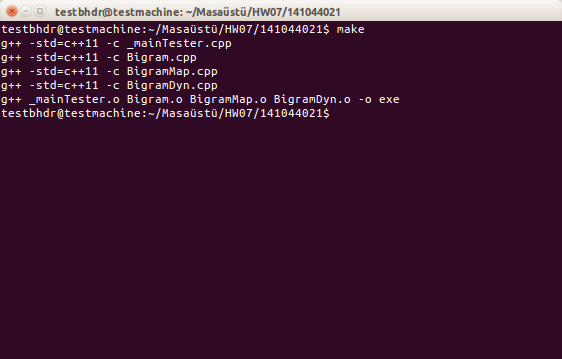 testbhdr@testmachine: ~/Masaüstü/HW07/141044021
testbhdr@testmachine:~/Masaüstü/HW07/141044021$ make
g++ -std=c++11 -c _mainTester.cpp
g++ -std=c++11 -c Bigram.cpp
g++ -std=c++11 -c BigramMap.cpp
g++ -std=c++11 -c BigramDyn.cpp
g++ _mainTester.o Bigram.o BigramMap.o BigramDyn.o -o exe
testbhdr@testmachine:~/Masaüstü/HW07/141044021$